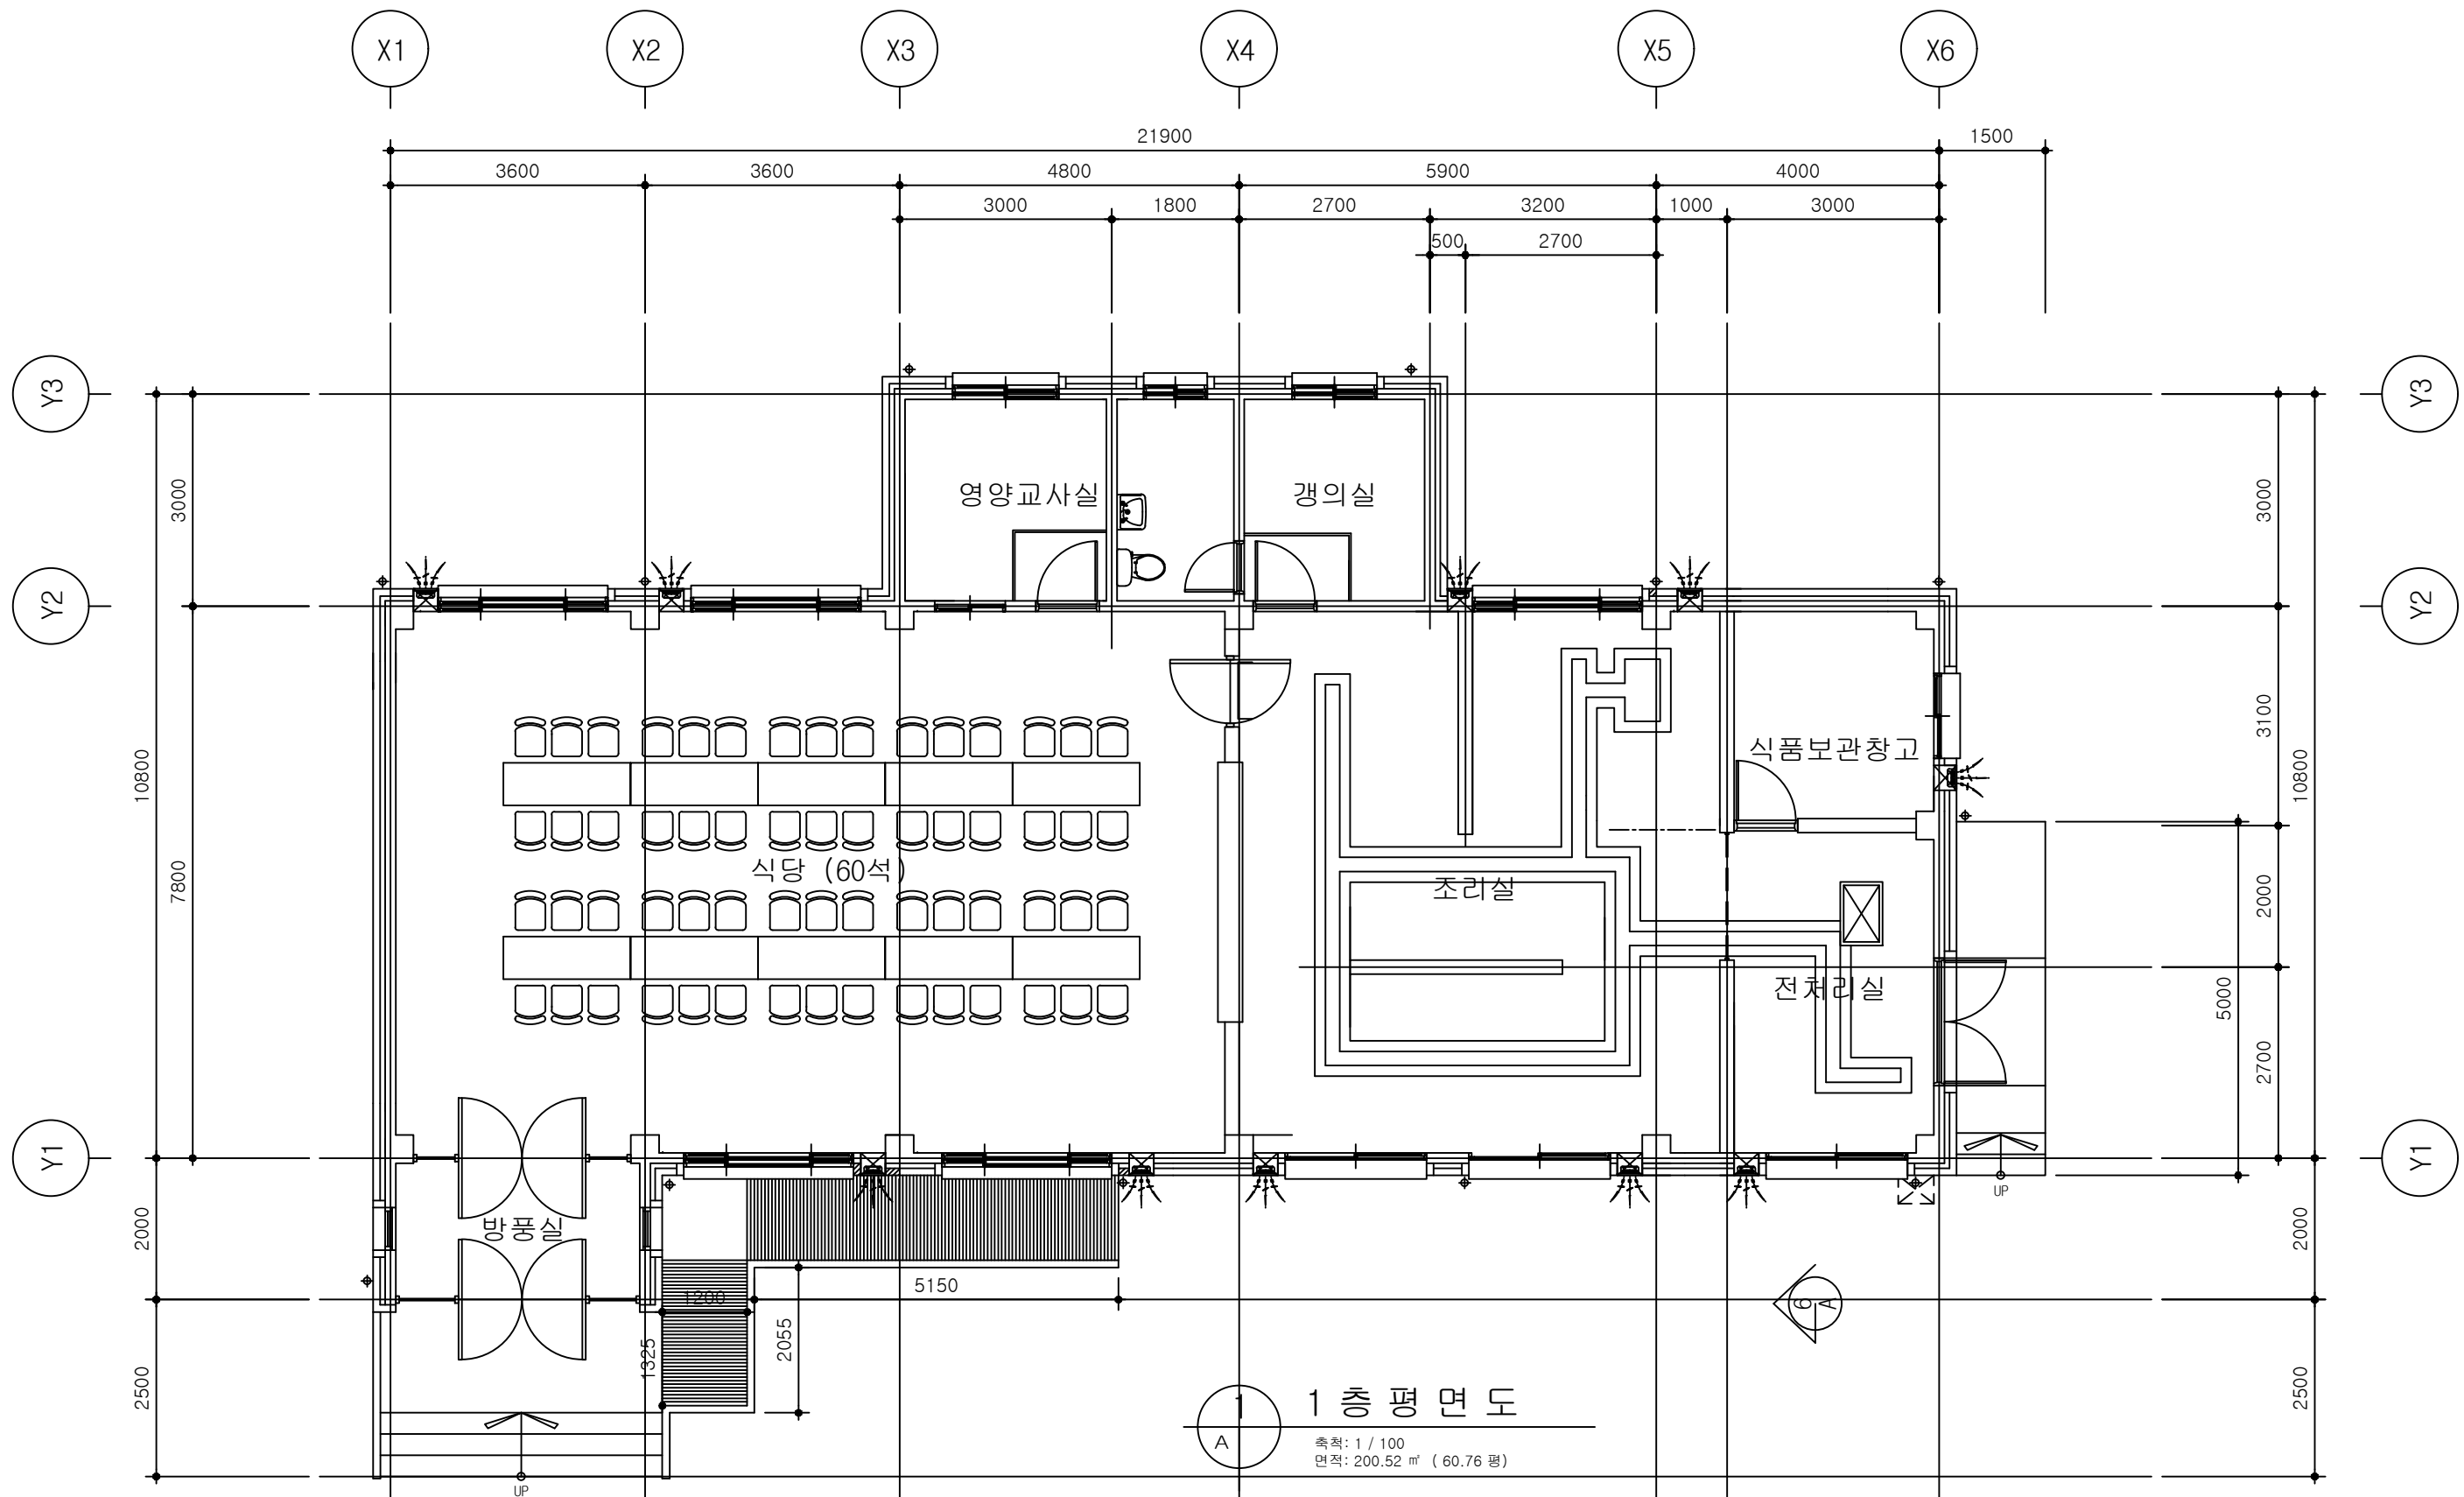 X1 X2 X3 X4 X5 X6
21900 1500
3600 3600 4800 5900 4000
3000 1800 2700 3200 1000 3000
500 2700
Y3 Y3
영양교사실 갱의실
3000 3000
Y2 Y2
식품보관창고
3100
10800 10800
식당 (60석)
조리실
7800 2000
전처리실
5000
2700
Y1 Y1
UP
방풍실
2000 2000
5150
1200
6
A
1325
2055
2500 2500
1
A
1 층 평 면 도
축척: 1 / 100
면적: 200.52 ㎡ ( 60.76 평)
UP